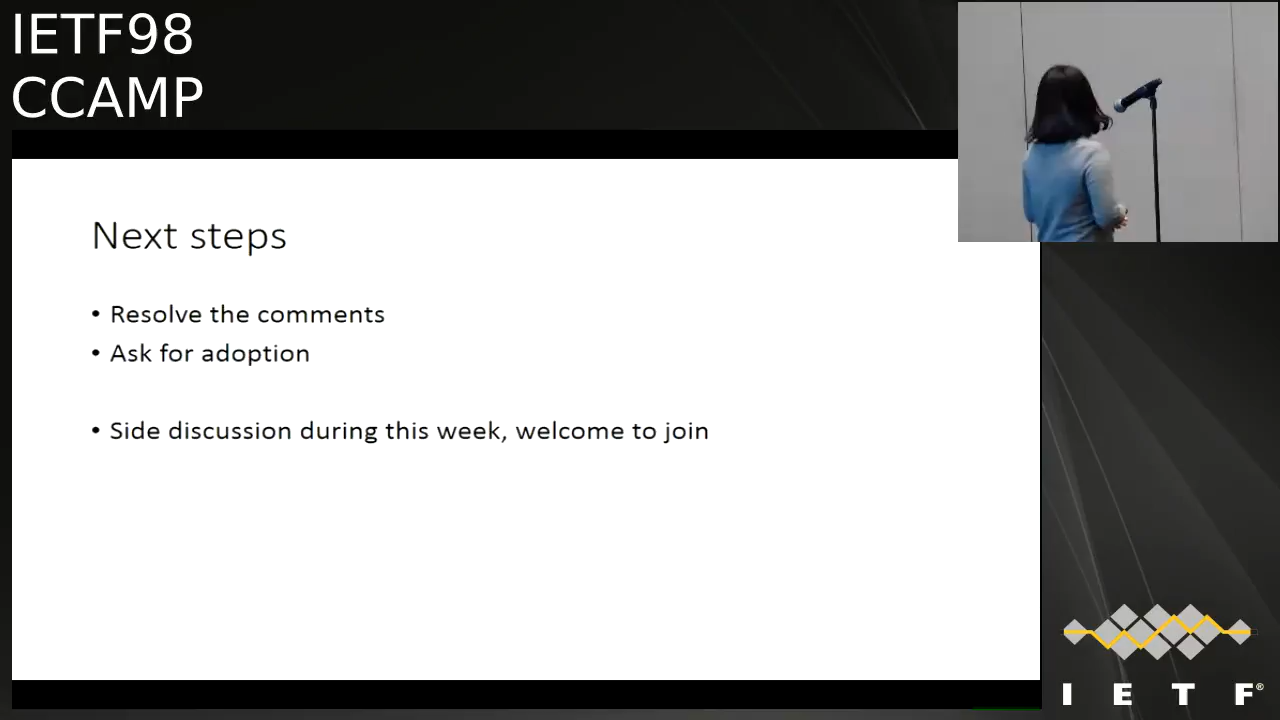 IETF98
CCAMP
Next steps
• Resolve the comments
• Ask for adoption
• Side discussion during this week, welcome to join
I E T F®